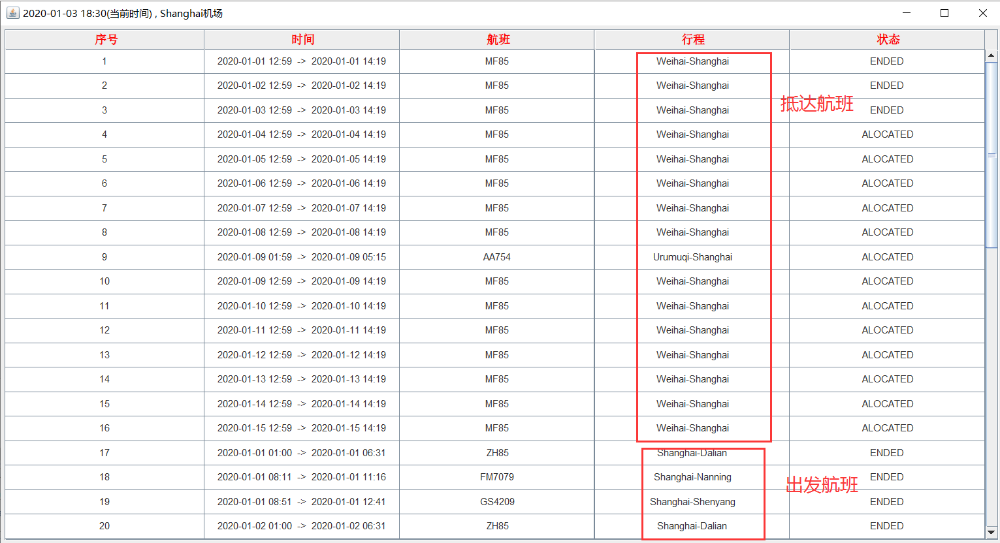 2020-01-03 18:30(当前时间) , Shanghai机场
序号 时间 航班 行程 状态
1 2020-01-01 12:59 -> 2020-01-01 14:19 MF85 Weihai-Shanghai ENDED
2 2020-01-02 12:59 -> 2020-01-02 14:19 MF85 Weihai-Shanghai ENDED
抵达航班
3 2020-01-03 12:59 -> 2020-01-03 14:19 MF85 Weihai-Shanghai ENDED
4 2020-01-04 12:59 -> 2020-01-04 14:19 MF85 Weihai-Shanghai ALOCATED
5 2020-01-05 12:59 -> 2020-01-05 14:19 MF85 Weihai-Shanghai ALOCATED
6 2020-01-06 12:59 -> 2020-01-06 14:19 MF85 Weihai-Shanghai ALOCATED
7 2020-01-07 12:59 -> 2020-01-07 14:19 MF85 Weihai-Shanghai ALOCATED
8 2020-01-08 12:59 -> 2020-01-08 14:19 MF85 Weihai-Shanghai ALOCATED
9 2020-01-09 01:59 -> 2020-01-09 05:15 AA754 Urumuqi-Shanghai ALOCATED
10 2020-01-09 12:59 -> 2020-01-09 14:19 MF85 Weihai-Shanghai ALOCATED
11 2020-01-10 12:59 -> 2020-01-10 14:19 MF85 Weihai-Shanghai ALOCATED
12 2020-01-11 12:59 -> 2020-01-11 14:19 MF85 Weihai-Shanghai ALOCATED
13 2020-01-12 12:59 -> 2020-01-12 14:19 MF85 Weihai-Shanghai ALOCATED
14 2020-01-13 12:59 -> 2020-01-13 14:19 MF85 Weihai-Shanghai ALOCATED
15 2020-01-14 12:59 -> 2020-01-14 14:19 MF85 Weihai-Shanghai ALOCATED
16 2020-01-15 12:59 -> 2020-01-15 14:19 MF85 Weihai-Shanghai ALOCATED
17 2020-01-01 01:00 -> 2020-01-01 06:31 ZH85 Shanghai-Dalian ENDED
18 2020-01-01 08:11 -> 2020-01-01 11:16 FM7079 Shanghai-Nanning ENDED
出发航班
19 2020-01-01 08:51 -> 2020-01-01 12:41 GS4209 Shanghai-Shenyang ENDED
20 2020-01-02 01:00 -> 2020-01-02 06:31 ZH85 Shanghai-Dalian ENDED